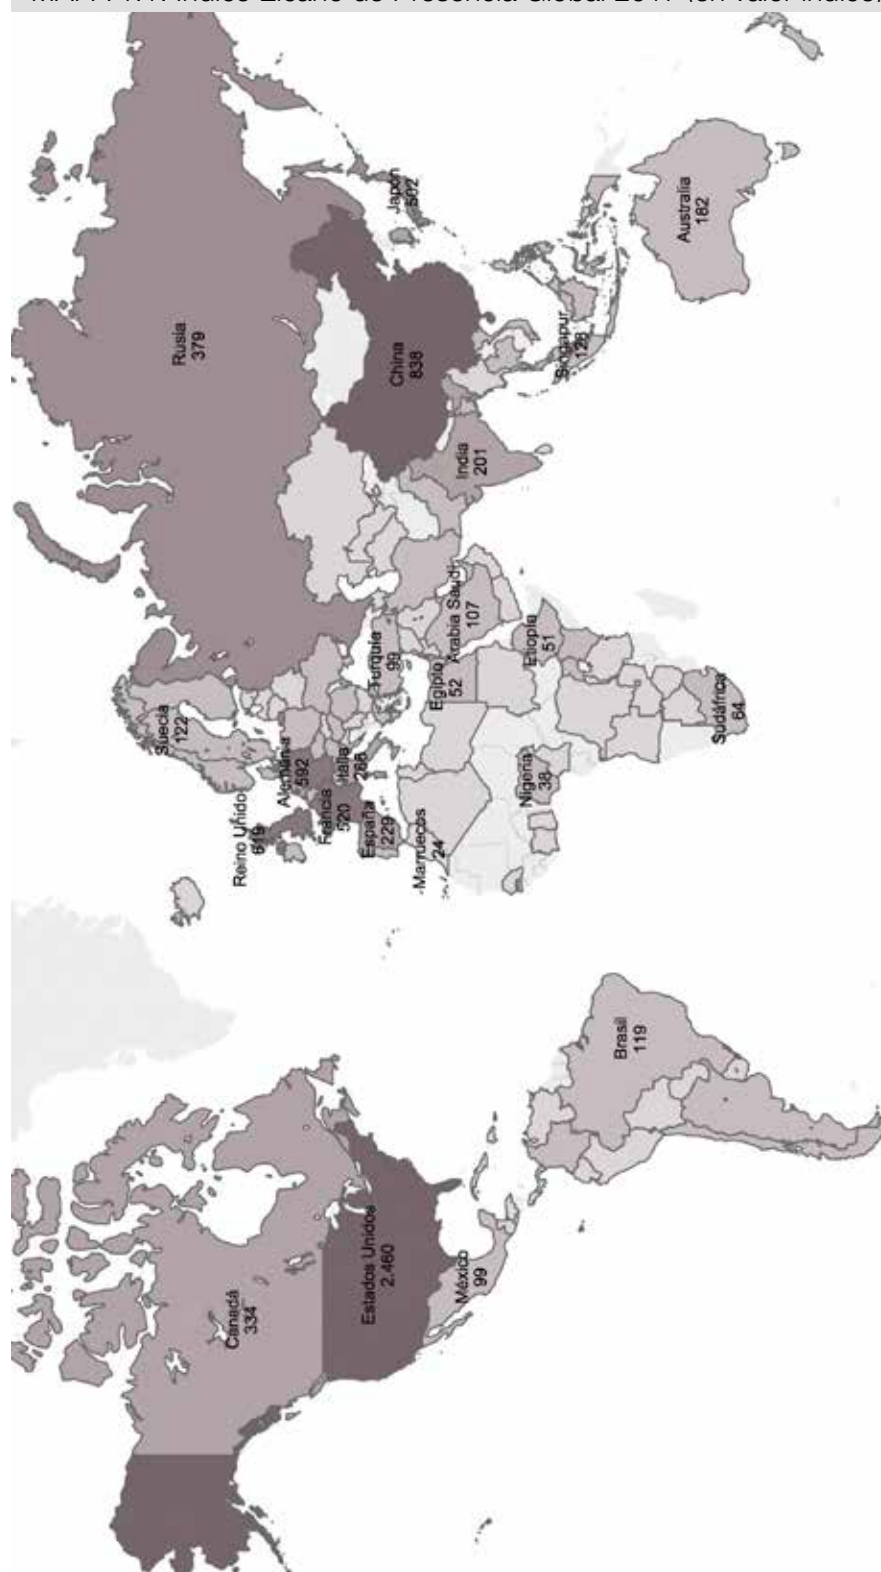 Índice Elcano de Presencia Global 2017 (en valor índice)
Canadá
334
Estados Unidos
2.460
México
99
Brasil
119
Reino Unido
619
Suecia
122
Alemania
592
Francia
520
Italia
España
229
Marruecos
24
Nigeria
38
Turquía
99
Egipto
52
Arabia Saudí
107
Etiopía
51
Sudáfrica
64
Rusia
379
China
838
India
201
Japón
502
Singapur
128
Australia
182